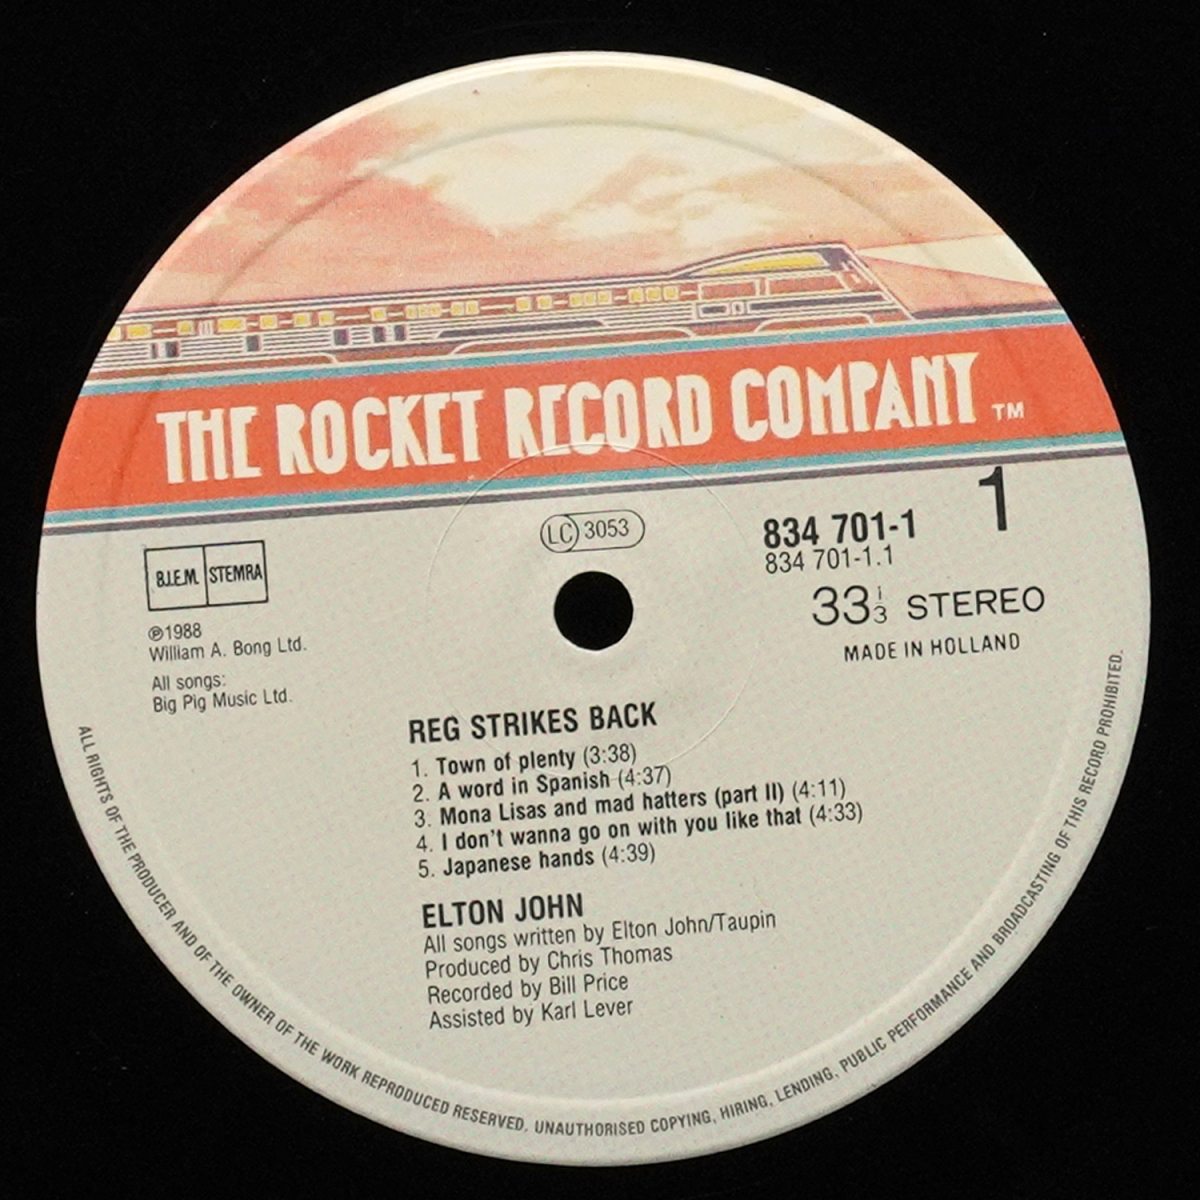 THE ROCKET RECORD COMPANY ™
1
B.I.E.M. STEMRA
LC 3053
834 701-1
834 701-1.1
33 1/3 STEREO
MADE IN HOLLAND
℗1988
William A. Bong Ltd.
All songs:
Big Pig Music Ltd.
REG STRIKES BACK
1. Town of plenty (3:38)
2. A word in Spanish (4:37)
3. Mona Lisas and mad hatters (part II) (4:11)
4. I don't wanna go on with you like that (4:33)
5. Japanese hands (4:39)
ELTON JOHN
All songs written by Elton John/Taupin
Produced by Chris Thomas
Recorded by Bill Price
Assisted by Karl Lever
ALL RIGHTS OF THE PRODUCER AND OF THE OWNER OF THE WORK REPRODUCED RESERVED. UNAUTHORISED COPYING, HIRING, LENDING, PUBLIC PERFORMANCE AND BROADCASTING OF THIS RECORD PROHIBITED.